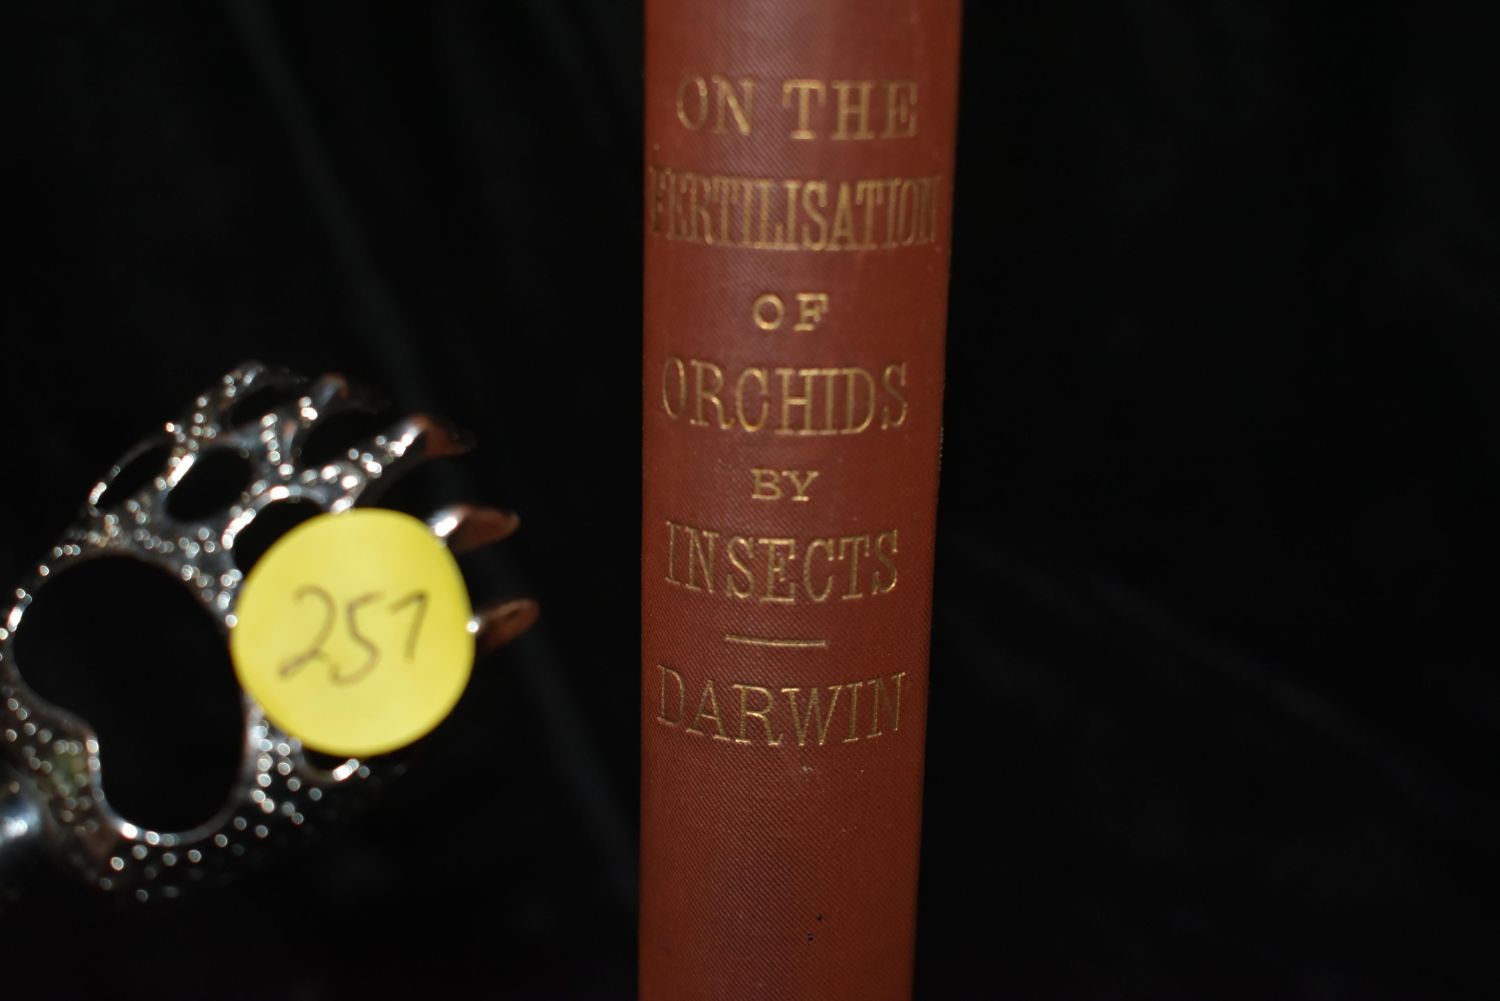 ON THE
FERTILISATION
OF
ORCHIDS
BY
INSECTS
DARWIN
257